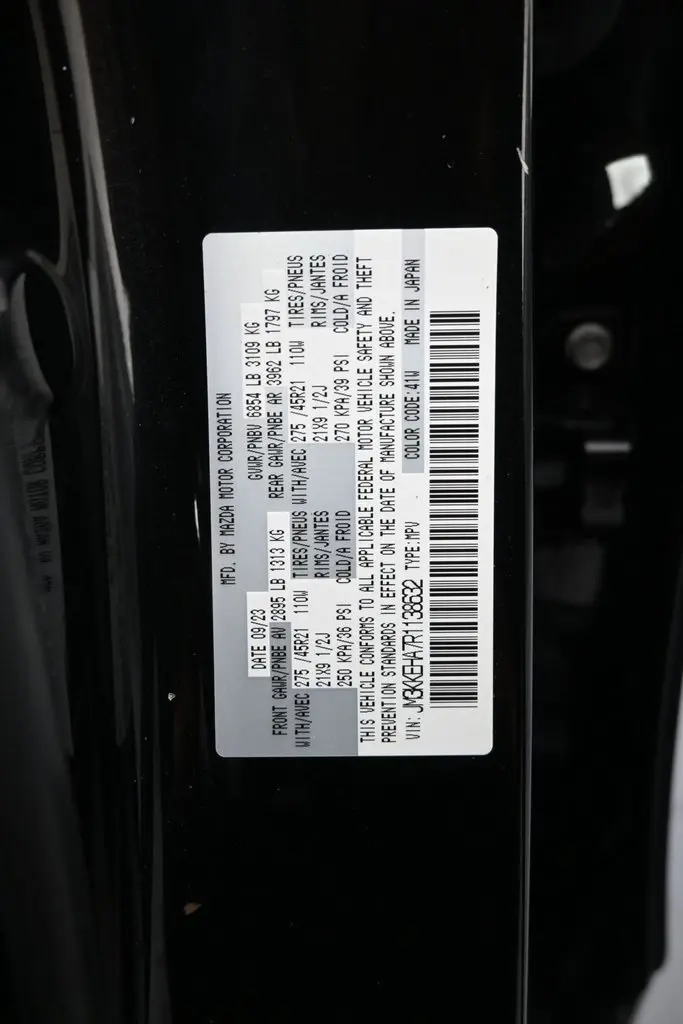 MFD. BY MAZDA MOTOR CORPORATION
DATE 09/23 GVWR/PNBV 6854 LB 3109 KG
FRONT GAWR/PNBE AV 2895 LB 1313 KG REAR GAWR/PNBE AR 3962 LB 1797 KG
WITH/AVEC 275 /45R21 110W TIRES/PNEUS WITH/AVEC 275 /45R21 110W TIRES/PNEUS
21X9 1/2J RIMS/JANTES 21X9 1/2J RIMS/JANTES
250 KPA/36 PSI COLD/A FROID 270 KPA/39 PSI COLD/A FROID
THIS VEHICLE CONFORMS TO ALL APPLICABLE FEDERAL MOTOR VEHICLE SAFETY AND THEFT
PREVENTION STANDARDS IN EFFECT ON THE DATE OF MANUFACTURE SHOWN ABOVE.
VIN: JM3KKEHA7R1138632 TYPE:MPV COLOR CODE:41W MADE IN JAPAN